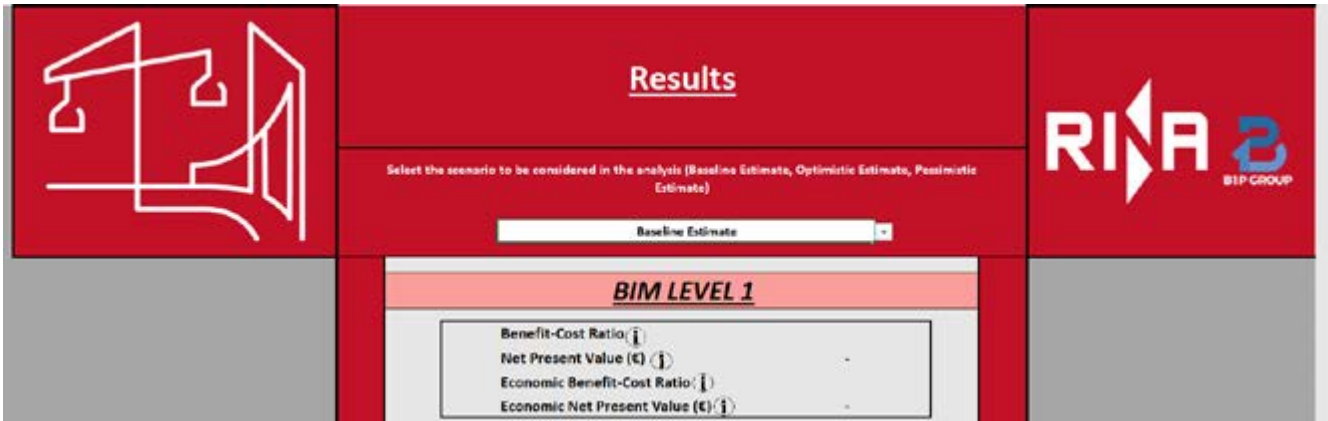 Results
Select the scenario to be considered in the analysis (Baseline Estimate, Optimistic Estimate, Pessimistic
Estimate)
Baseline Estimate
RINA
B1P GROUP
BIM LEVEL 1
Benefit-Cost Ratio i
Net Present Value (€) i -
Economic Benefit-Cost Ratio i
Economic Net Present Value (€) i -